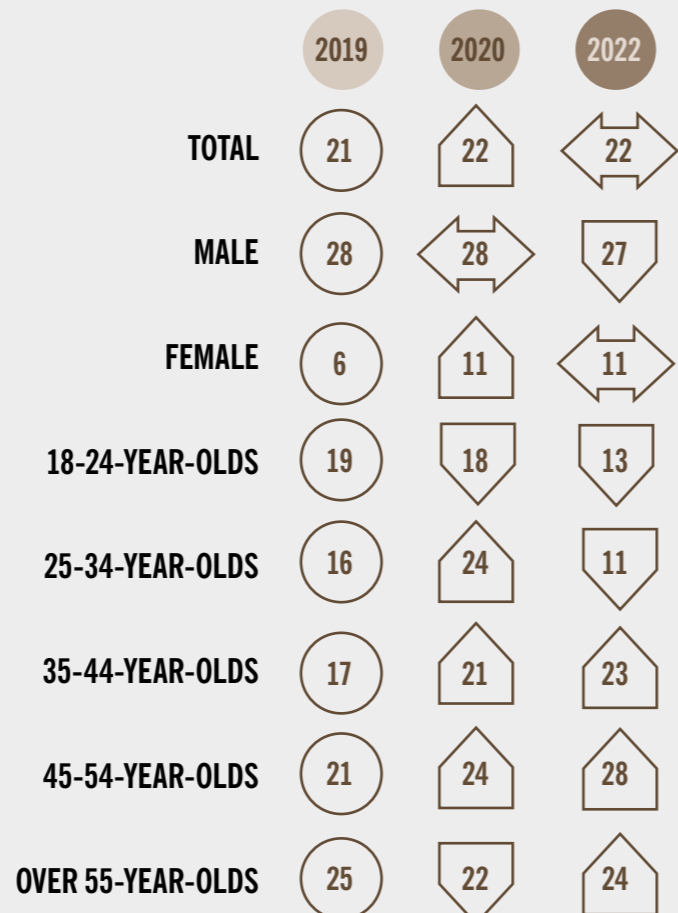 2019 2020 2022
TOTAL 21 22 22
MALE 28 28 27
FEMALE 6 11 11
18-24-YEAR-OLDS 19 18 13
25-34-YEAR-OLDS 16 24 11
35-44-YEAR-OLDS 17 21 23
45-54-YEAR-OLDS 21 24 28
OVER 55-YEAR-OLDS 25 22 24